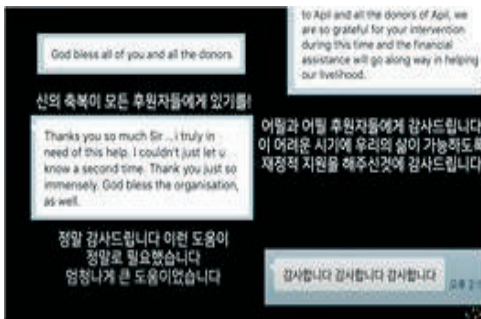 God bless all of you and all the donors
신의 축복이 모든 후원자들에게 있기를!
Thanks you so much Sir ... i truly in
need of this help. I couldn't just let u
know a second time. Thank you just so
immensely. God bless the organisation,
as well.
정말 감사드립니다 이런 도움이
정말로 필요했습니다
엄청나게 큰 도움이었습니다
to Apil and all the donors of Apil, we
are so grateful for your intervention
during this time and the financial
assistance will go along way in helping
our livelihood.
어필과 어필 후원자들에게 감사드립니다
이 어려운 시기에 우리의 삶이 가능하도록
재정적 지원을 해주신것에 감사드립니다
감사합니다 감사합니다 감사합니다
오후